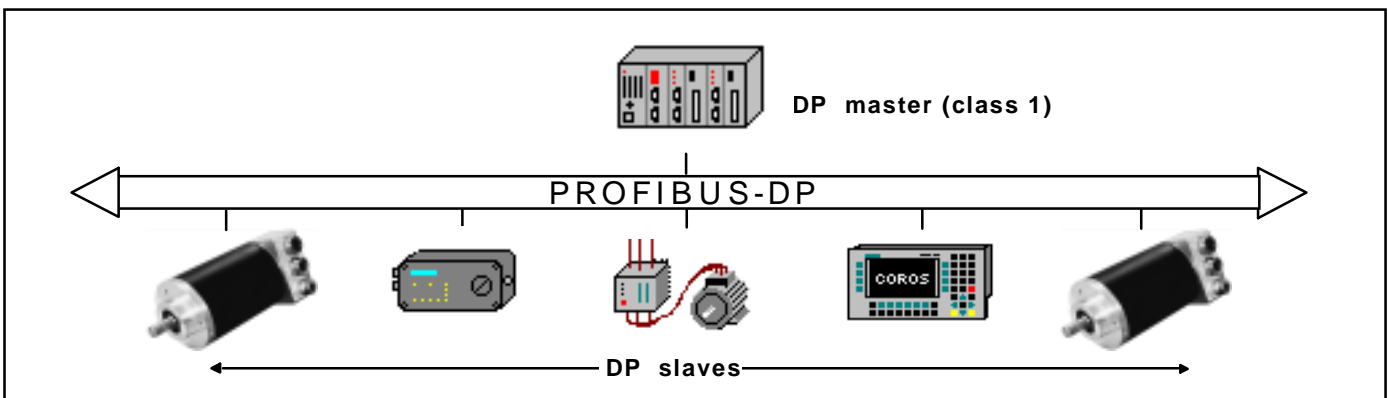 DP master (class 1)
PROFIBUS-DP
COROS
DP slaves